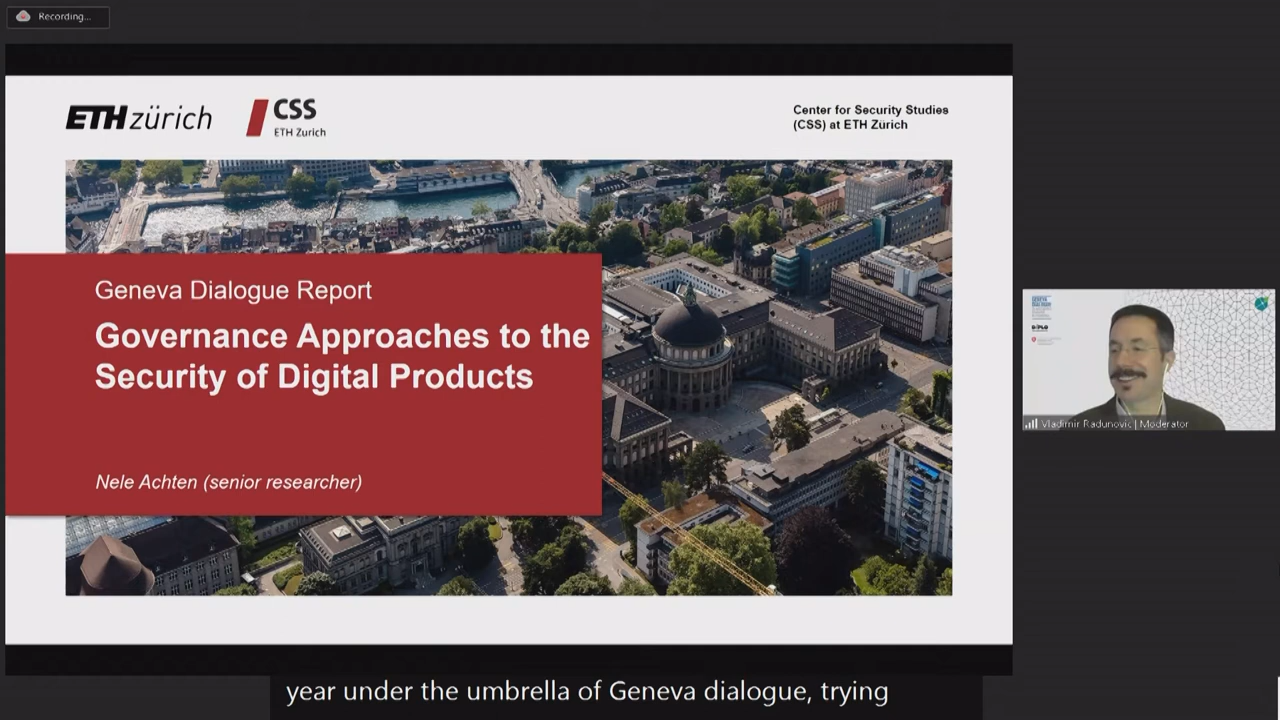 Recording...
ETH zürich
CSS
ETH Zurich
Center for Security Studies
(CSS) at ETH Zürich
Geneva Dialogue Report
Governance Approaches to the
Security of Digital Products
Nele Achten (senior researcher)
GENEVA
DIALOGUE
Vladimir Radunovic | Moderator
year under the umbrella of Geneva dialogue, trying